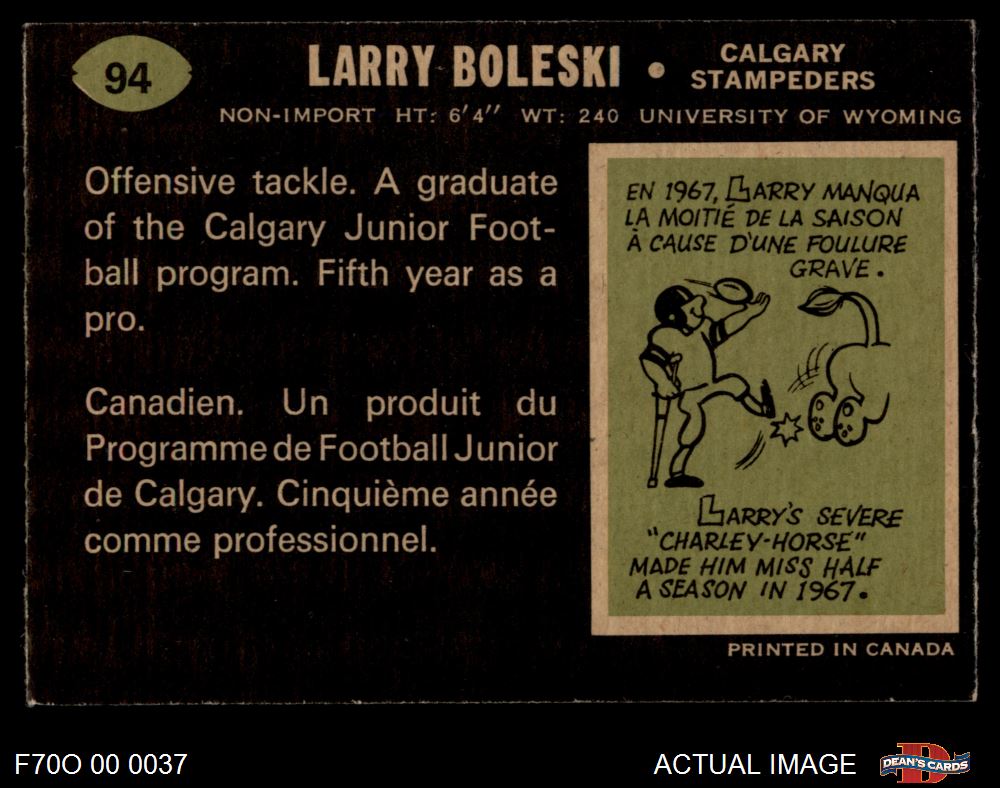 94
LARRY BOLESKI •
CALGARY
STAMPEDERS
NON-IMPORT HT: 6'4" WT: 240 UNIVERSITY OF WYOMING
Offensive tackle. A graduate
of the Calgary Junior Foot-
ball program. Fifth year as a
pro.
Canadien. Un produit du
Programme de Football Junior
de Calgary. Cinquième année
comme professionnel.
EN 1967, LARRY MANQUA
LA MOITIÉ DE LA SAISON
À CAUSE D'UNE FOULURE
GRAVE.
LARRY'S SEVERE
"CHARLEY-HORSE"
MADE HIM MISS HALF
A SEASON IN 1967.
PRINTED IN CANADA
F70O 00 0037
ACTUAL IMAGE
D
DEAN'S CARDS